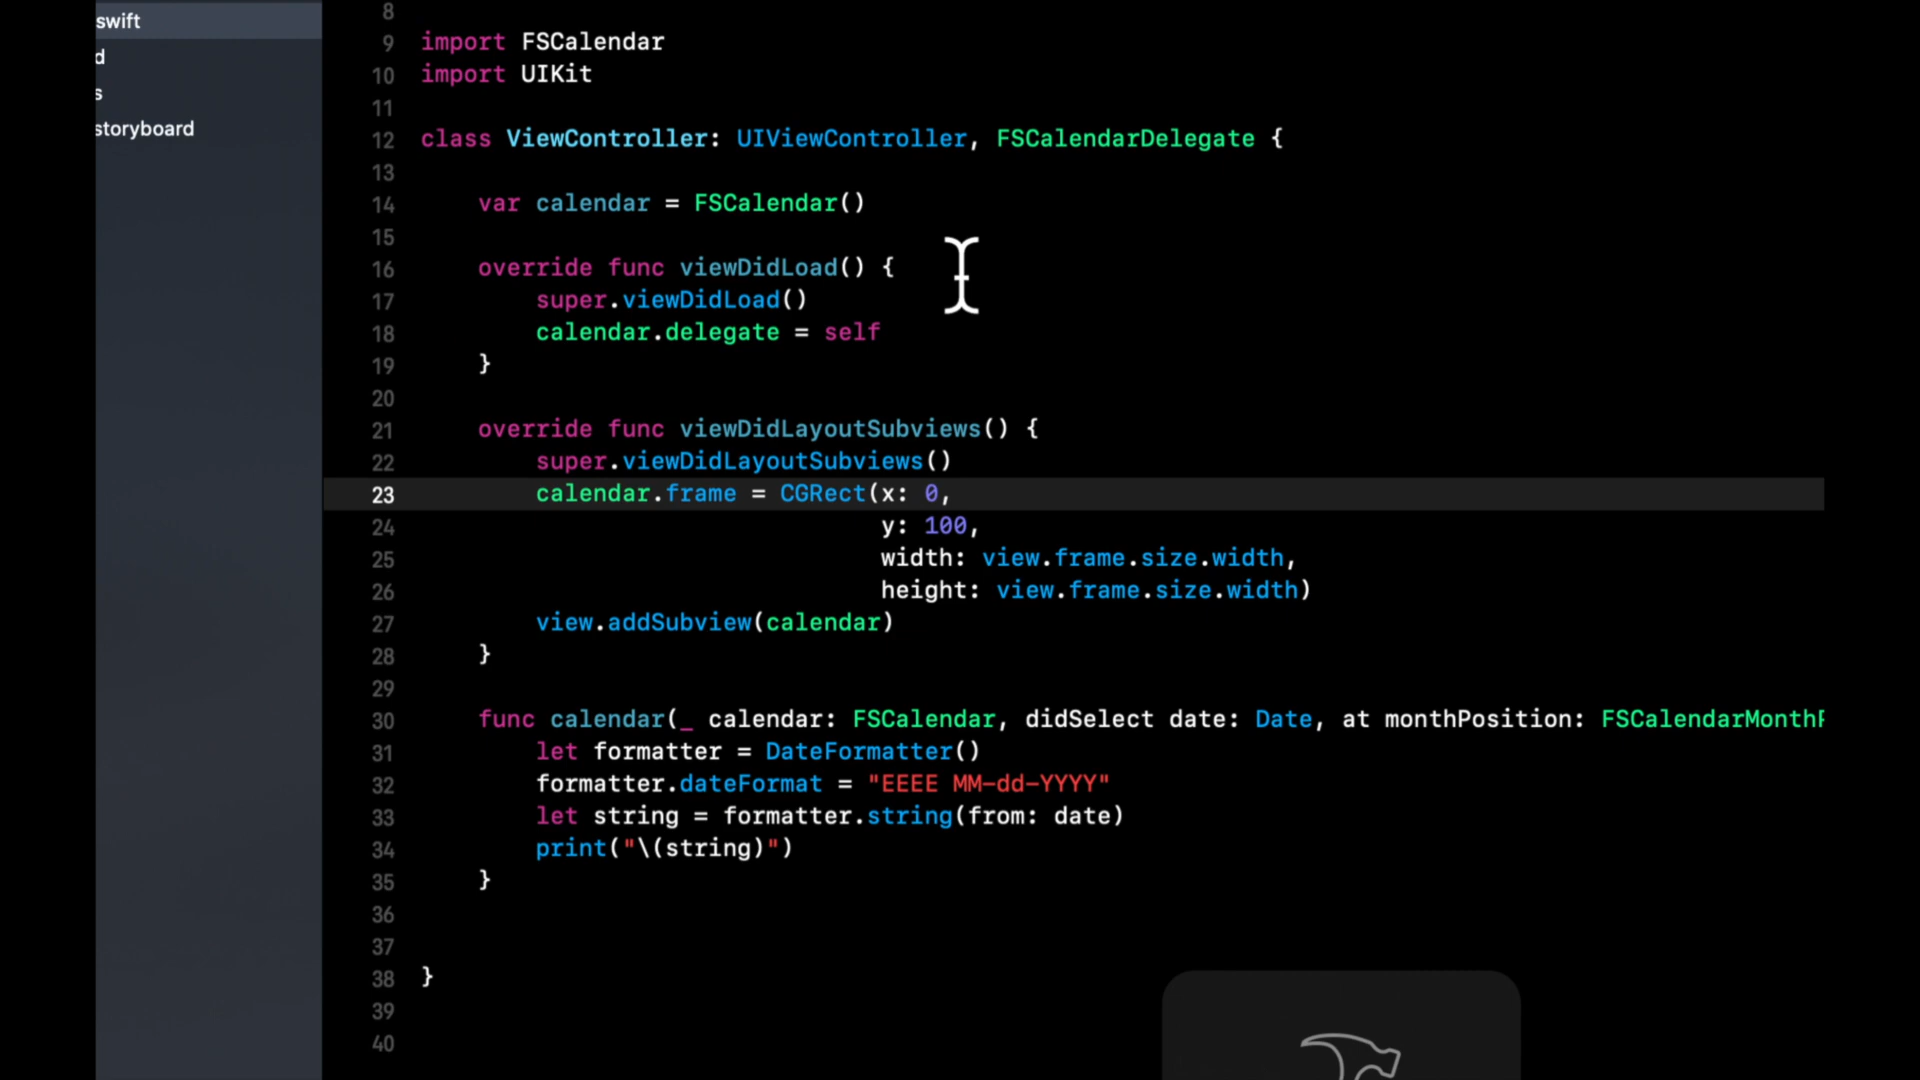 swift
d
s
storyboard
8
9 import FSCalendar
10 import UIKit
11
12 class ViewController: UIViewController, FSCalendarDelegate {
13
14     var calendar = FSCalendar()
15
16     override func viewDidLoad() {
17         super.viewDidLoad()
18         calendar.delegate = self
19     }
20
21     override func viewDidLayoutSubviews() {
22         super.viewDidLayoutSubviews()
23         calendar.frame = CGRect(x: 0,
24                                 y: 100,
25                                 width: view.frame.size.width,
26                                 height: view.frame.size.width)
27         view.addSubview(calendar)
28     }
29
30     func calendar(_ calendar: FSCalendar, didSelect date: Date, at monthPosition: FSCalendarMonthP
31         let formatter = DateFormatter()
32         formatter.dateFormat = "EEEE MM-dd-YYYY"
33         let string = formatter.string(from: date)
34         print("\(string)")
35     }
36
37
38 }
39
40